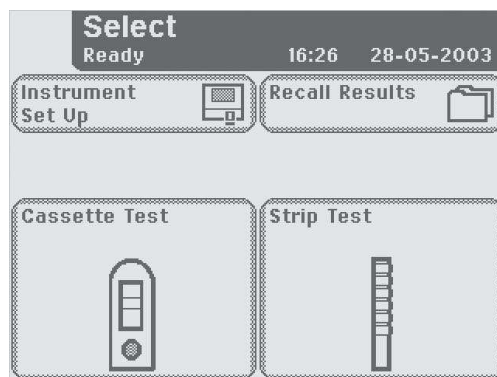 Select
Ready 16:26 28-05-2003
Instrument
Set Up
Recall Results
Cassette Test
Strip Test